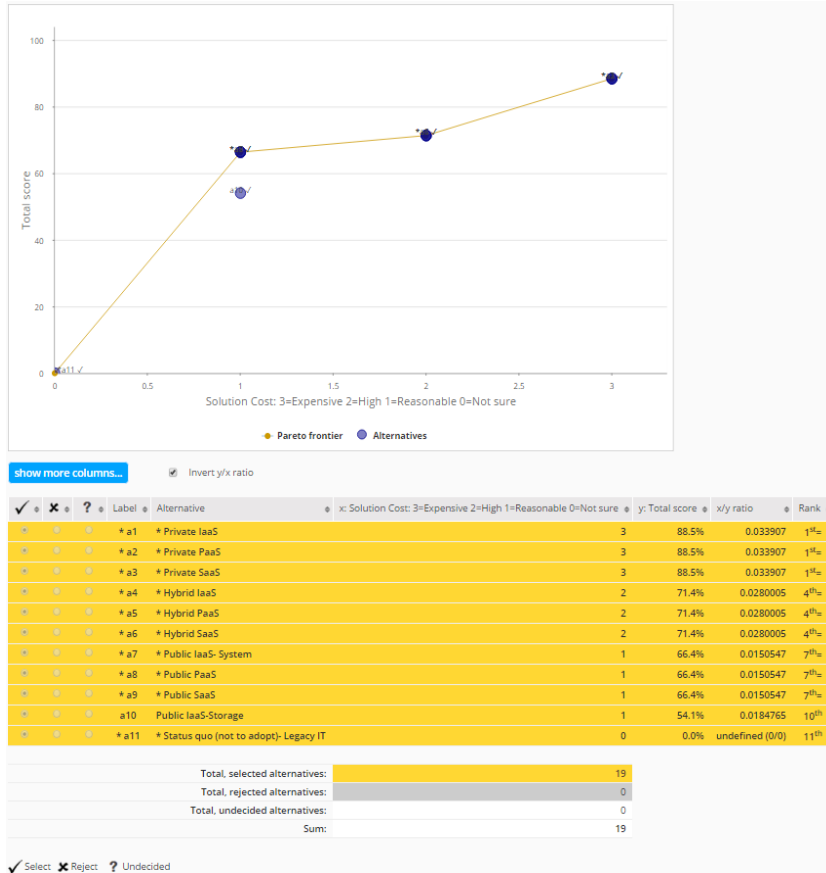 100
80
60
40
20
0
Total score
a10 ✓
a11 ✓
0 0.5 1 1.5 2 2.5 3
Solution Cost: 3=Expensive 2=High 1=Reasonable 0=Not sure
Pareto frontier Alternatives
show more columns... Invert y/x ratio
✓ ✖ ? Label Alternative x: Solution Cost: 3=Expensive 2=High 1=Reasonable 0=Not sure y: Total score x/y ratio Rank
* a1 * Private IaaS 3 88.5% 0.033907 1st=
* a2 * Private PaaS 3 88.5% 0.033907 1st=
* a3 * Private SaaS 3 88.5% 0.033907 1st=
* a4 * Hybrid IaaS 2 71.4% 0.0280005 4th=
* a5 * Hybrid PaaS 2 71.4% 0.0280005 4th=
* a6 * Hybrid SaaS 2 71.4% 0.0280005 4th=
* a7 * Public IaaS- System 1 66.4% 0.0150547 7th=
* a8 * Public PaaS 1 66.4% 0.0150547 7th=
* a9 * Public SaaS 1 66.4% 0.0150547 7th=
a10 Public IaaS-Storage 1 54.1% 0.0184765 10th
* a11 * Status quo (not to adopt)- Legacy IT 0 0.0% undefined (0/0) 11th
Total, selected alternatives: 19
Total, rejected alternatives: 0
Total, undecided alternatives: 0
Sum: 19
✓ Select ✖ Reject ? Undecided